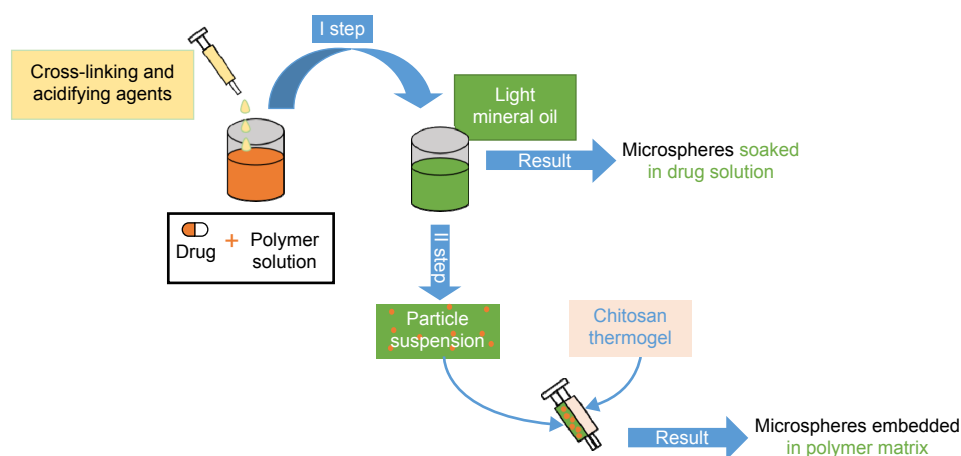 I step
Cross-linking and
acidifying agents
Light
mineral oil
Result
Microspheres soaked
in drug solution
Drug
+
Polymer
solution
II step
Particle
suspension
Chitosan
thermogel
Result
Microspheres embedded
in polymer matrix